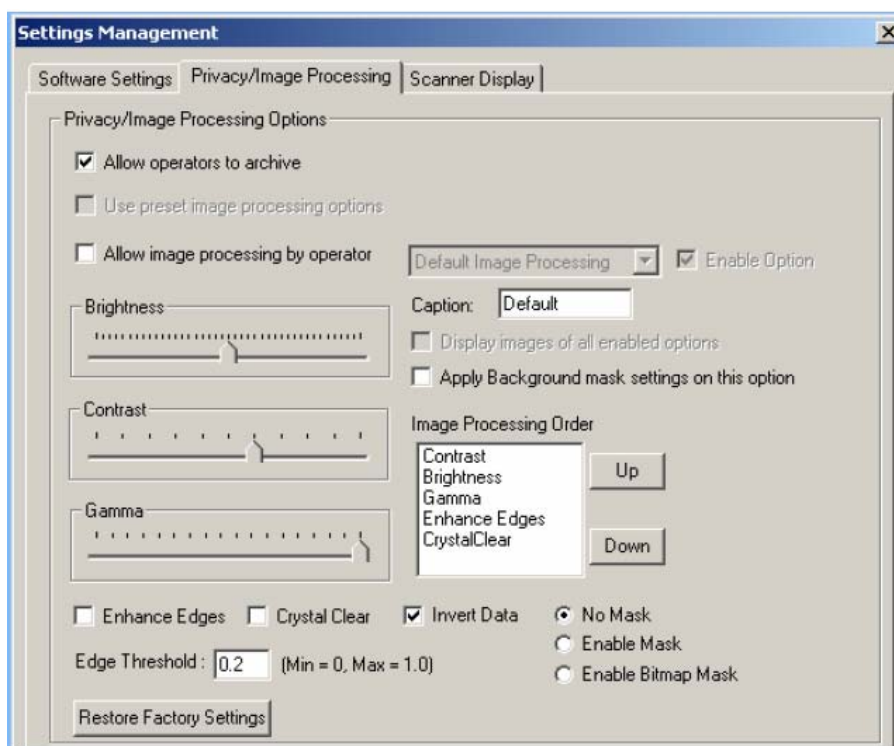 Settings Management
Software Settings Privacy/Image Processing Scanner Display
Privacy/Image Processing Options
Allow operators to archive
Use preset image processing options
Allow image processing by operator
Default Image Processing Enable Option
Brightness
Caption: Default
Display images of all enabled options
Apply Background mask settings on this option
Contrast
Image Processing Order
Contrast
Brightness
Gamma
Enhance Edges
CrystalClear
Up
Down
Gamma
Enhance Edges Crystal Clear Invert Data
No Mask
Enable Mask
Enable Bitmap Mask
Edge Threshold : 0.2 (Min = 0, Max = 1.0)
Restore Factory Settings